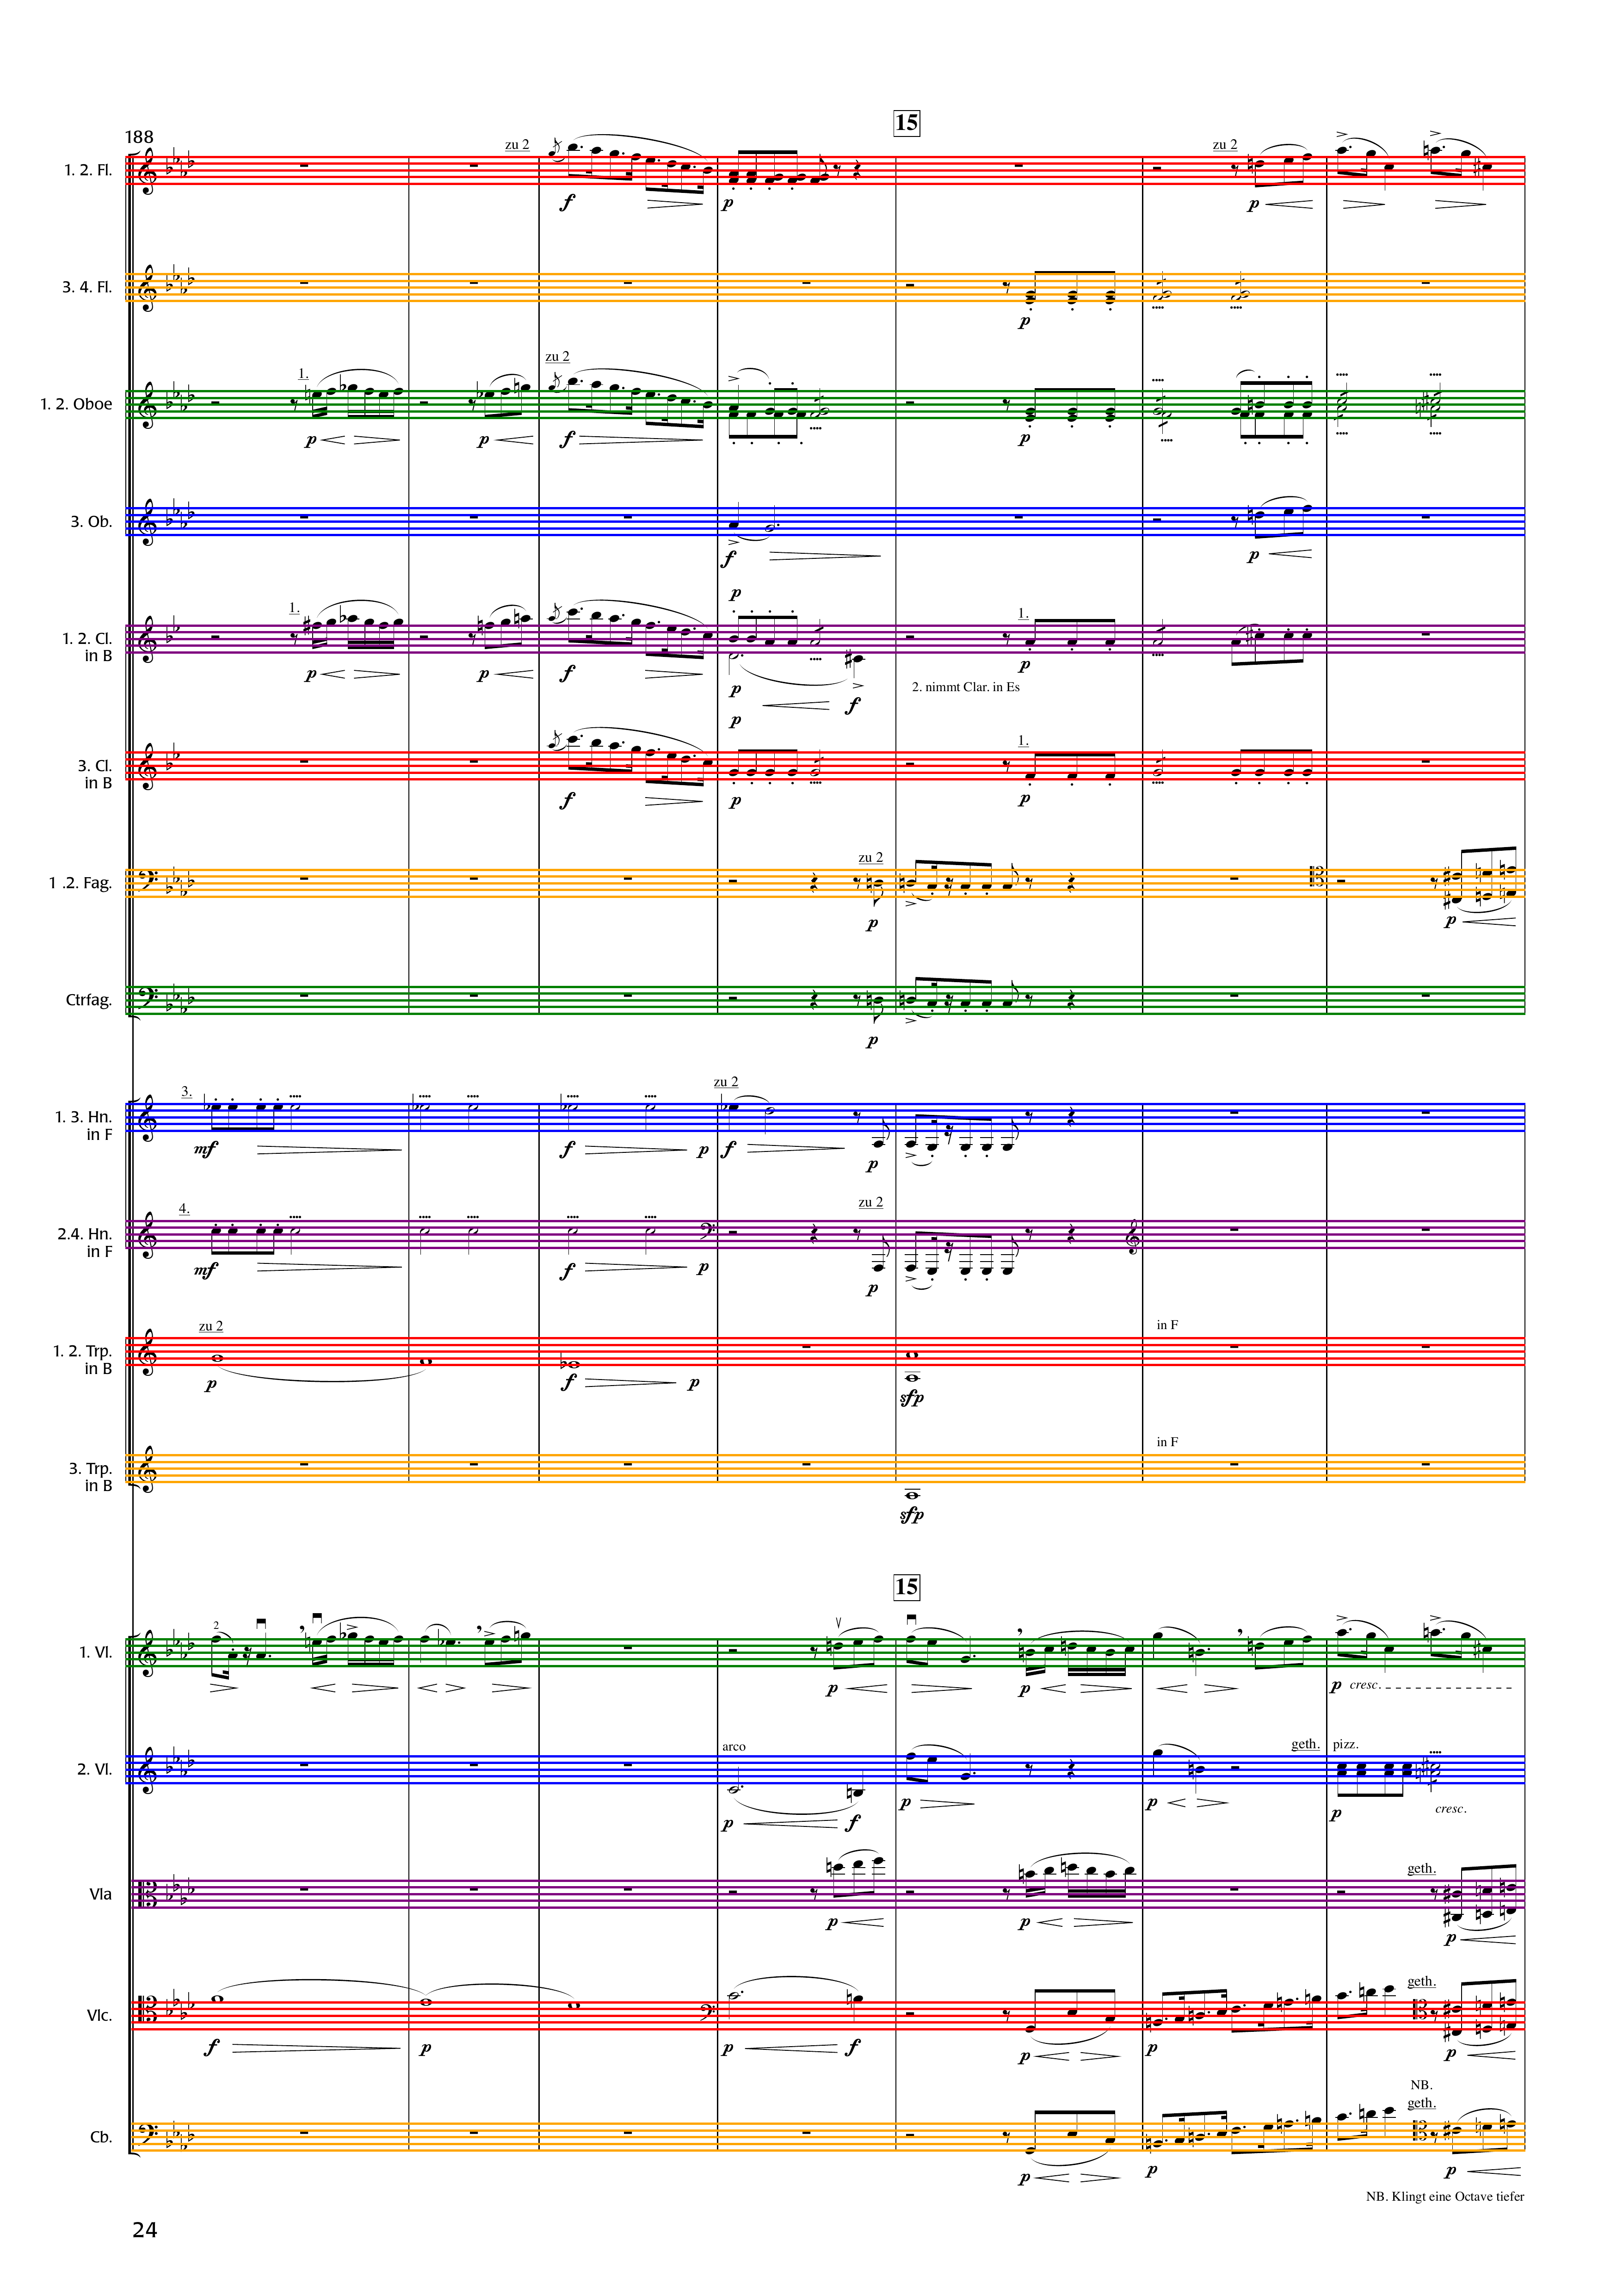 15
188
zu 2
zu 2
1. 2. Fl.
f
p
p
3. 4. Fl.
p
zu 2
1.
1. 2. Oboe
p
p
f
p
3. Ob.
f
p
p
1.
1.
1. 2. Cl.
in B
p
p
f
p
p
f
2. nimmt Clar. in Es
p
1.
3. Cl.
in B
f
p
p
zu 2
1 .2. Fag.
p
p
Ctrfag.
p
zu 2
3.
1. 3. Hn.
in F
mf
f
p
f
p
zu 2
4.
2.4. Hn.
in F
mf
f
p
p
zu 2
in F
1. 2. Trp.
in B
p
f
p
sfp
in F
3. Trp.
in B
sfp
15
2
1. Vl.
p
p
p cresc.
arco
geth.
pizz.
2. Vl.
p
f
p
p
p
cresc.
geth.
Vla
p
p
p
geth.
Vlc.
f
p
p
f
p
p
p
NB.
geth.
Cb.
p
p
p
NB. Klingt eine Octave tiefer
24